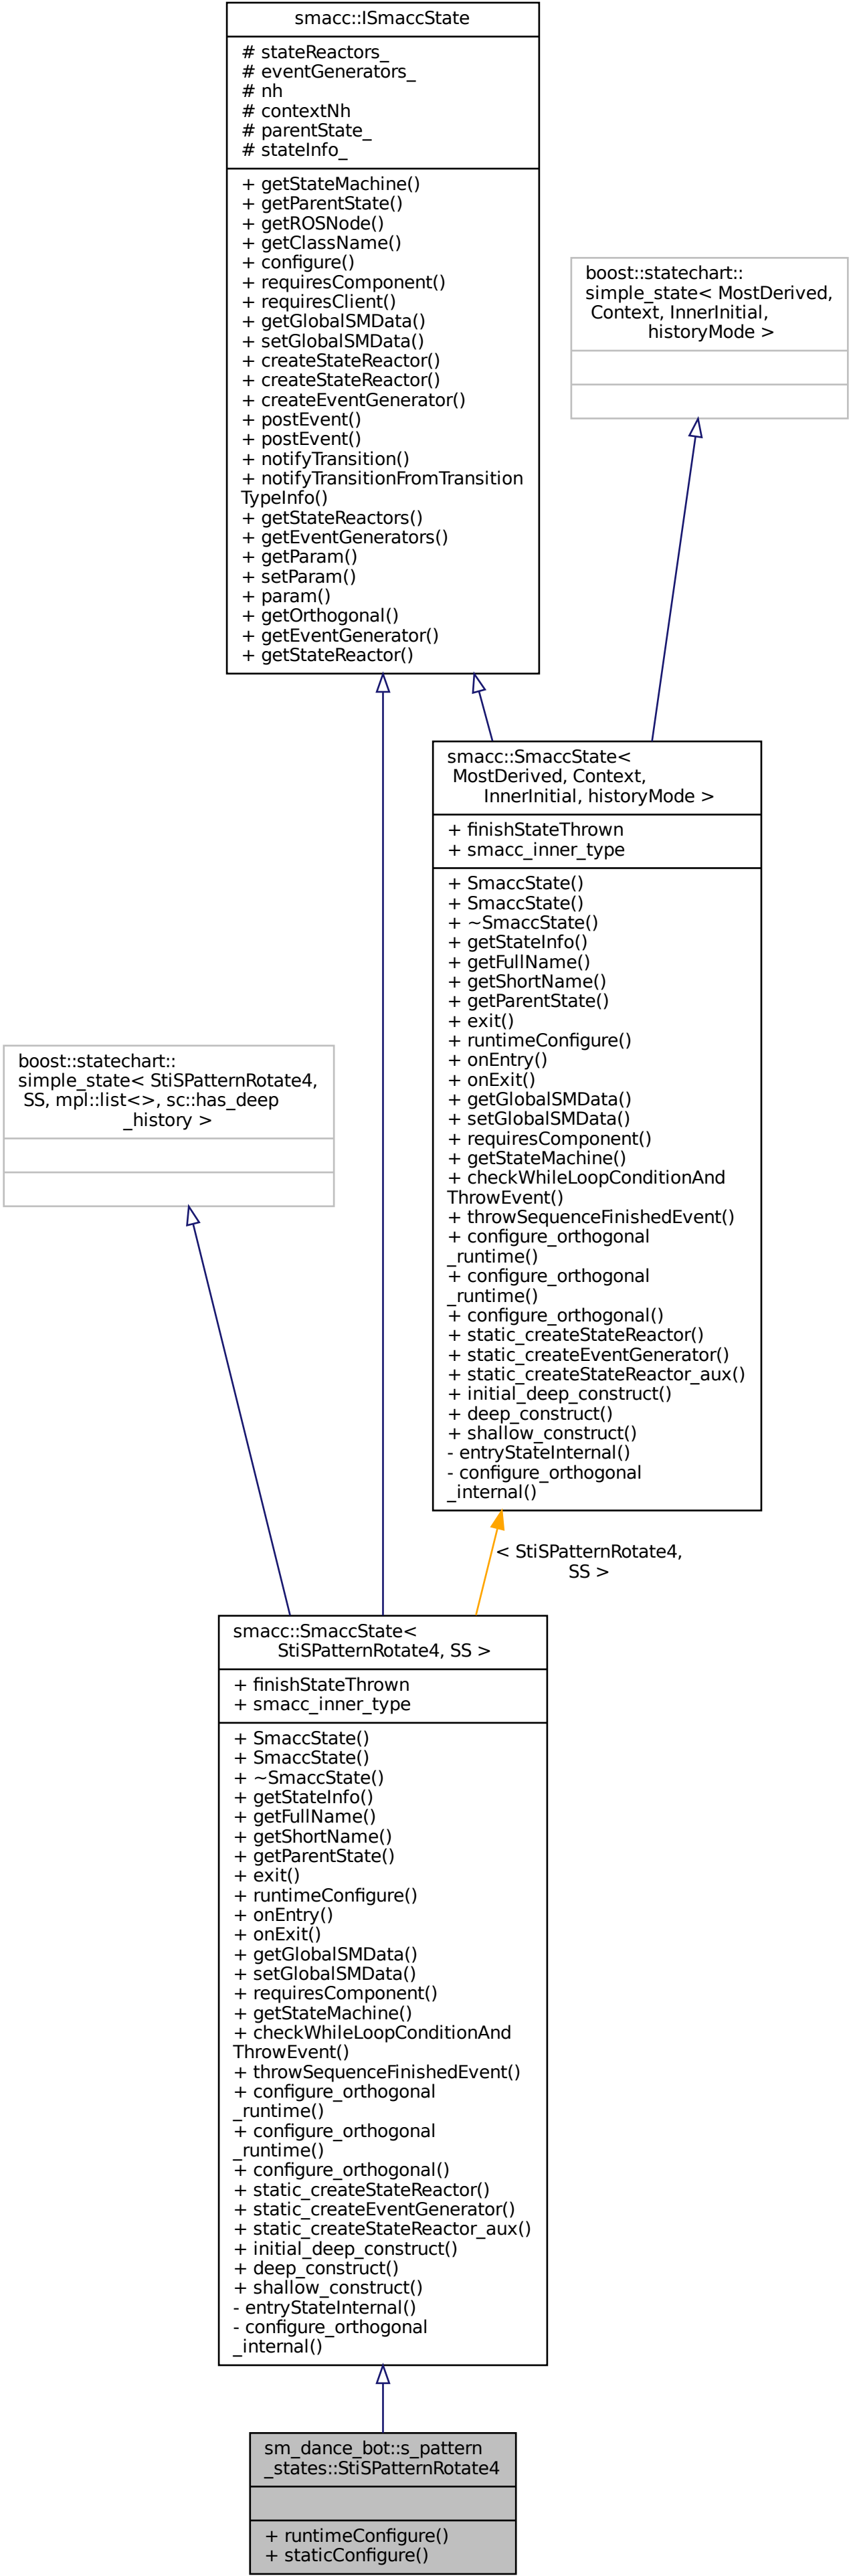 smacc::ISmaccState
# stateReactors_
# eventGenerators_
# nh
# contextNh
# parentState_
# stateInfo_
+ getStateMachine()
+ getParentState()
+ getROSNode()
+ getClassName()
+ configure()
+ requiresComponent()
+ requiresClient()
+ getGlobalSMData()
+ setGlobalSMData()
+ createStateReactor()
+ createStateReactor()
+ createEventGenerator()
+ postEvent()
+ postEvent()
+ notifyTransition()
+ notifyTransitionFromTransition
TypeInfo()
+ getStateReactors()
+ getEventGenerators()
+ getParam()
+ setParam()
+ param()
+ getOrthogonal()
+ getEventGenerator()
+ getStateReactor()
boost::statechart::
simple_state< MostDerived,
Context, InnerInitial,
historyMode >
smacc::SmaccState<
MostDerived, Context,
InnerInitial, historyMode >
+ finishStateThrown
+ smacc_inner_type
+ SmaccState()
+ SmaccState()
+ ~SmaccState()
+ getStateInfo()
+ getFullName()
+ getShortName()
+ getParentState()
+ exit()
+ runtimeConfigure()
+ onEntry()
+ onExit()
+ getGlobalSMData()
+ setGlobalSMData()
+ requiresComponent()
+ getStateMachine()
+ checkWhileLoopConditionAnd
ThrowEvent()
+ throwSequenceFinishedEvent()
+ configure_orthogonal
_runtime()
+ configure_orthogonal
_runtime()
+ configure_orthogonal()
+ static_createStateReactor()
+ static_createEventGenerator()
+ static_createStateReactor_aux()
+ initial_deep_construct()
+ deep_construct()
+ shallow_construct()
- entryStateInternal()
- configure_orthogonal
_internal()
boost::statechart::
simple_state< StiSPatternRotate4,
SS, mpl::list<>, sc::has_deep
_history >
< StiSPatternRotate4,
SS >
smacc::SmaccState<
StiSPatternRotate4, SS >
+ finishStateThrown
+ smacc_inner_type
+ SmaccState()
+ SmaccState()
+ ~SmaccState()
+ getStateInfo()
+ getFullName()
+ getShortName()
+ getParentState()
+ exit()
+ runtimeConfigure()
+ onEntry()
+ onExit()
+ getGlobalSMData()
+ setGlobalSMData()
+ requiresComponent()
+ getStateMachine()
+ checkWhileLoopConditionAnd
ThrowEvent()
+ throwSequenceFinishedEvent()
+ configure_orthogonal
_runtime()
+ configure_orthogonal
_runtime()
+ configure_orthogonal()
+ static_createStateReactor()
+ static_createEventGenerator()
+ static_createStateReactor_aux()
+ initial_deep_construct()
+ deep_construct()
+ shallow_construct()
- entryStateInternal()
- configure_orthogonal
_internal()
sm_dance_bot::s_pattern
_states::StiSPatternRotate4
+ runtimeConfigure()
+ staticConfigure()